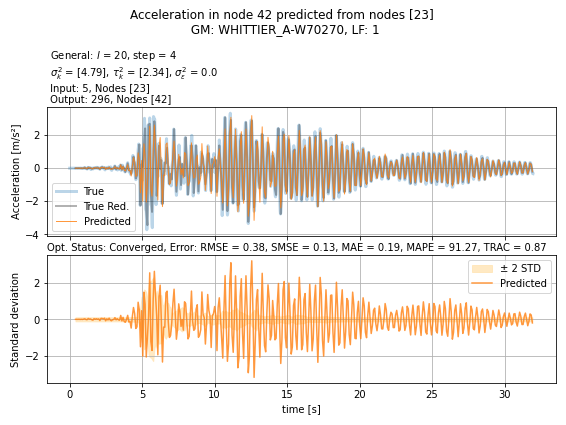 Acceleration in node 42 predicted from nodes [23]
GM: WHITTIER_A-W70270, LF: 1
General: l = 20, step = 4
σ²ₖ = [4.79], τ²ₖ = [2.34], σ²ε = 0.0
Input: 5, Nodes [23]
Output: 296, Nodes [42]
Acceleration [m/s²]
2
0
−2
−4
True
True Red.
Predicted
Opt. Status: Converged, Error: RMSE = 0.38, SMSE = 0.13, MAE = 0.19, MAPE = 91.27, TRAC = 0.87
Standard deviation
2
0
−2
± 2 STD
Predicted
0 5 10 15 20 25 30
time [s]